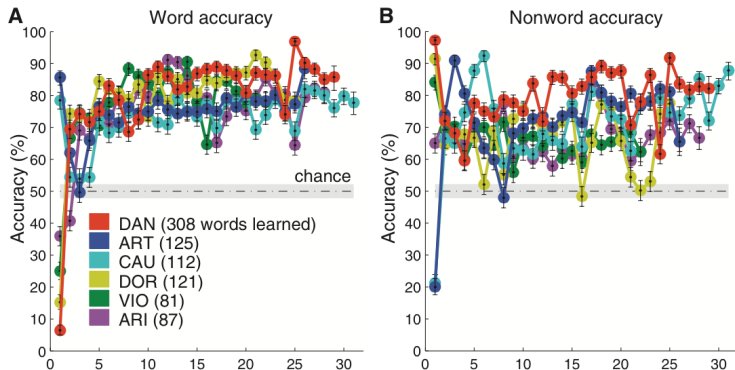 A Word accuracy
Accuracy (%)
100
90
80
70
60
50
40
30
20
10
0
chance
DAN (308 words learned)
ART (125)
CAU (112)
DOR (121)
VIO (81)
ARI (87)
0 5 10 15 20 25 30
B Nonword accuracy
Accuracy (%)
100
90
80
70
60
50
40
30
20
10
0
0 5 10 15 20 25 30